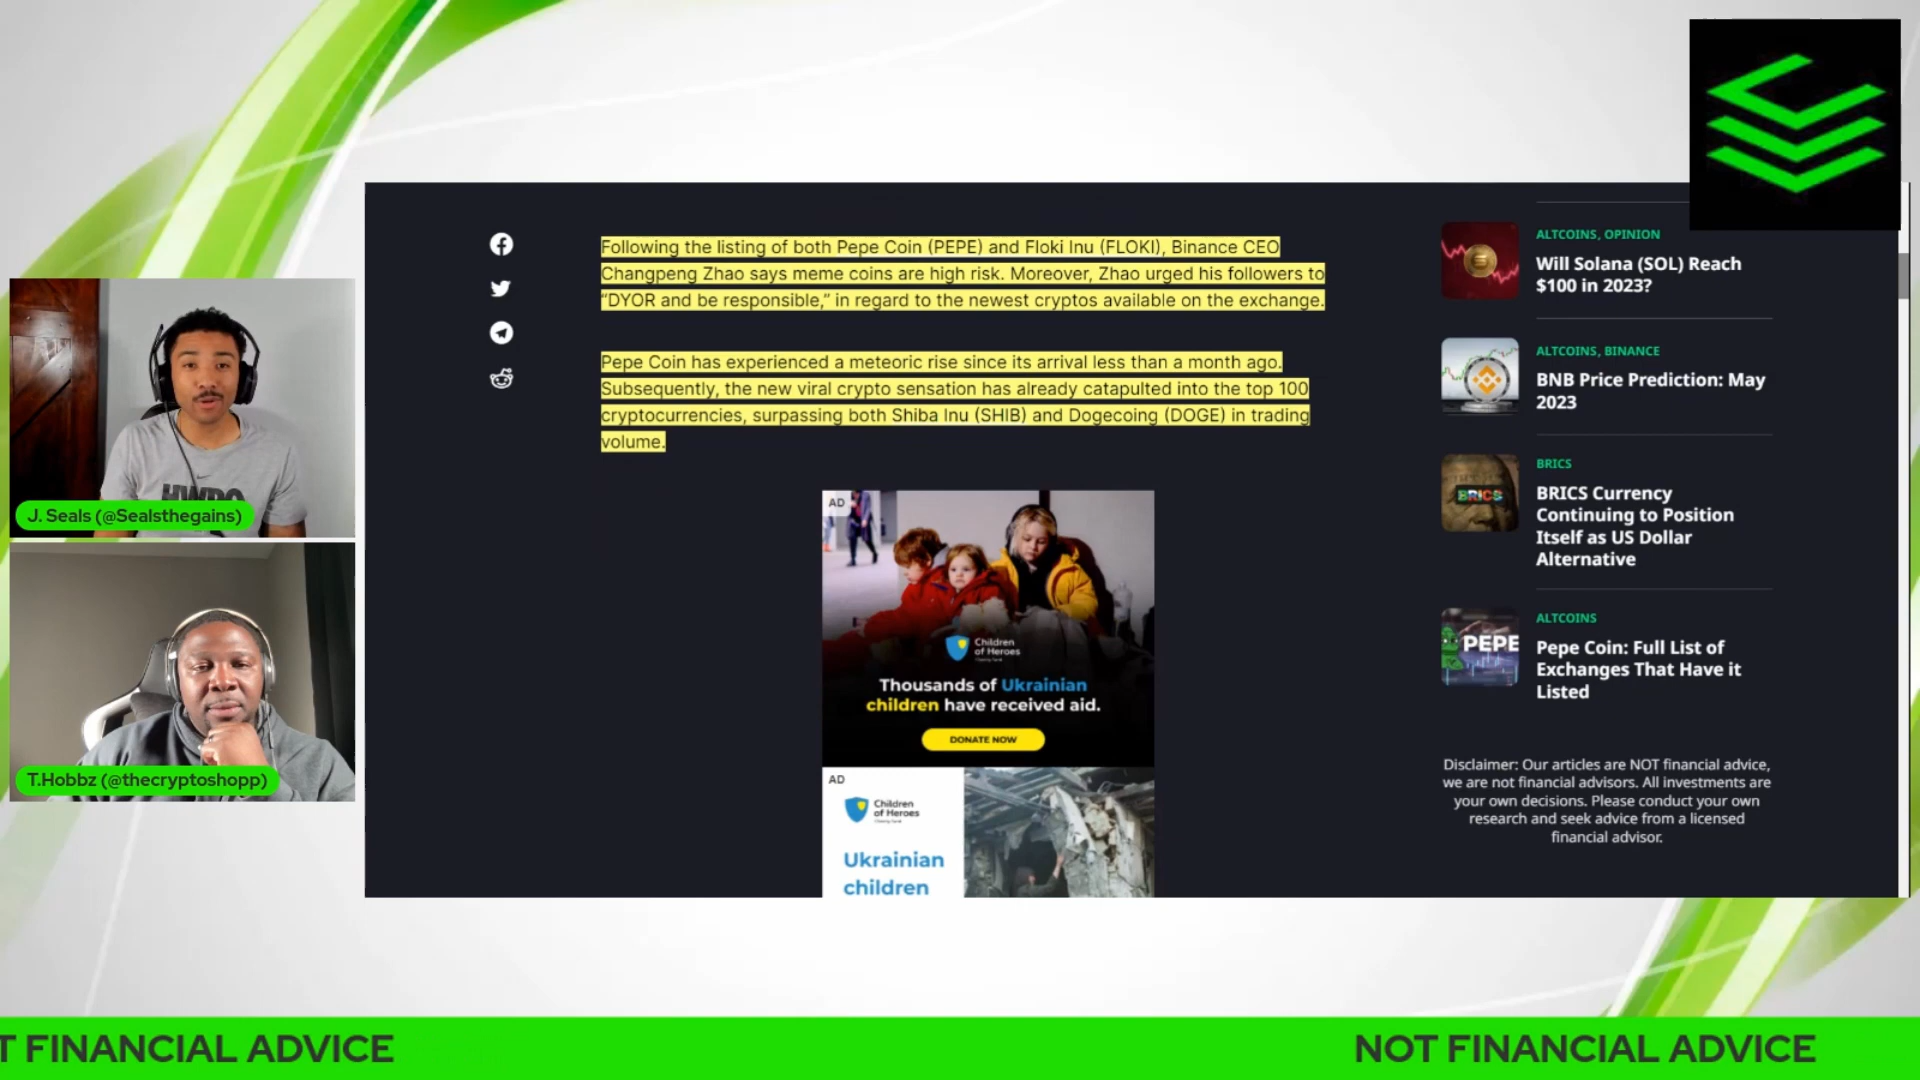 Following the listing of both Pepe Coin (PEPE) and Floki Inu (FLOKI), Binance CEO
Changpeng Zhao says meme coins are high risk. Moreover, Zhao urged his followers to
“DYOR and be responsible,” in regard to the newest cryptos available on the exchange.
Pepe Coin has experienced a meteoric rise since its arrival less than a month ago.
Subsequently, the new viral crypto sensation has already catapulted into the top 100
cryptocurrencies, surpassing both Shiba Inu (SHIB) and Dogecoing (DOGE) in trading
volume.
AD
Children
of Heroes
Thousands of Ukrainian
children have received aid.
DONATE NOW
AD
Children
of Heroes
Ukrainian
children
ALTCOINS, OPINION
Will Solana (SOL) Reach
$100 in 2023?
ALTCOINS, BINANCE
BNB Price Prediction: May
2023
BRICS
BRICS
BRICS Currency
Continuing to Position
Itself as US Dollar
Alternative
PEPE
ALTCOINS
Pepe Coin: Full List of
Exchanges That Have it
Listed
Disclaimer: Our articles are NOT financial advice,
we are not financial advisors. All investments are
your own decisions. Please conduct your own
research and seek advice from a licensed
financial advisor.
J. Seals (@Sealsthegains)
T.Hobbz (@thecryptoshopp)
T FINANCIAL ADVICE
NOT FINANCIAL ADVICE